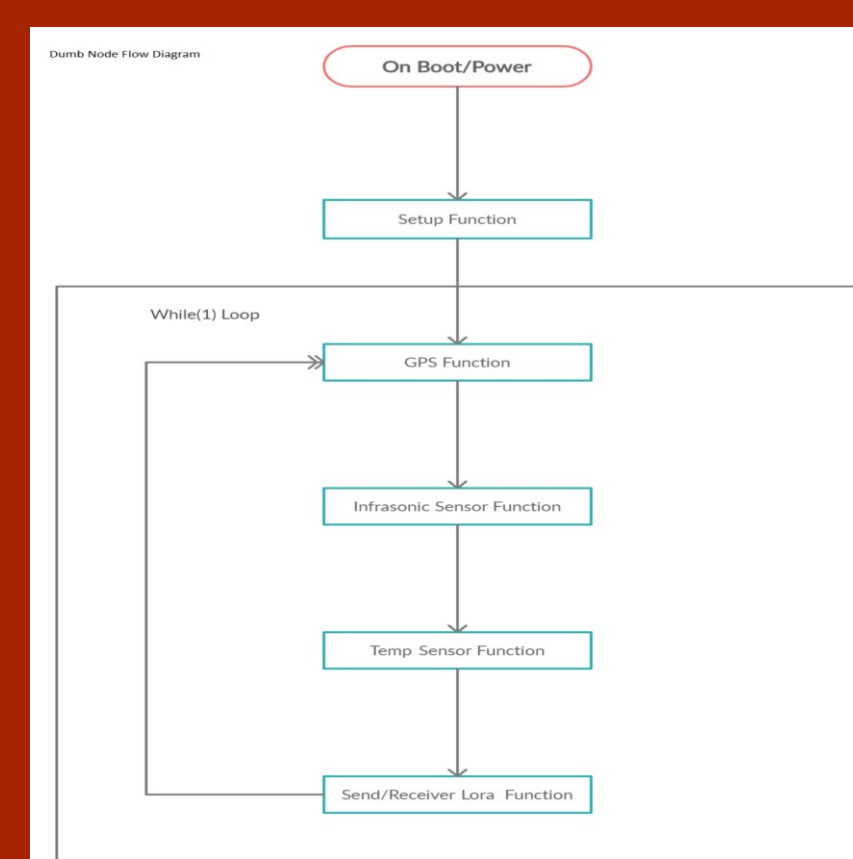 Dumb Node Flow Diagram
On Boot/Power
Setup Function
While(1) Loop
GPS Function
Infrasonic Sensor Function
Temp Sensor Function
Send/Receiver Lora Function